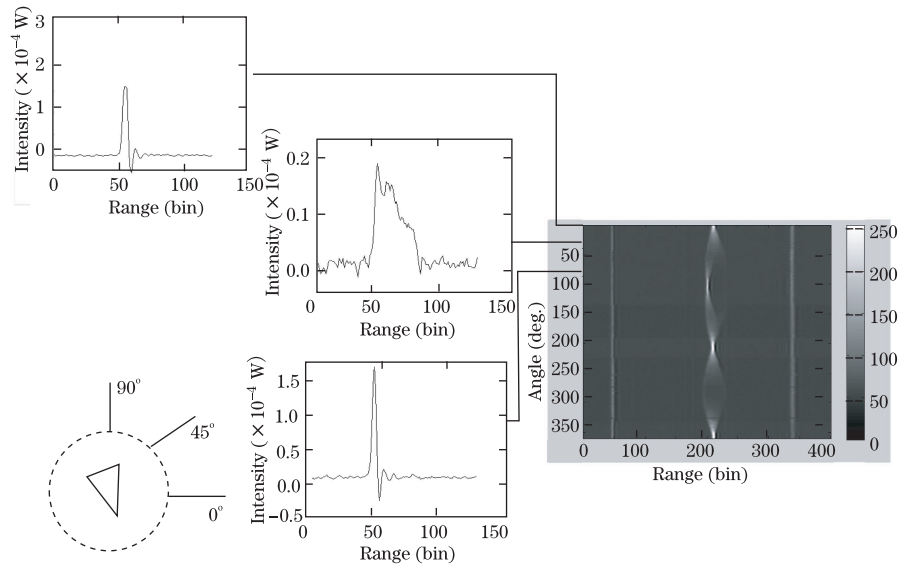 3
2
1
0
Intensity ( × 10⁻⁴ W)
0 50 100 150
Range (bin)
0.2
0.1
0.0
Intensity ( × 10⁻⁴ W)
0 50 100 150
Range (bin)
1.5
1.0
0.5
0.0
−0.5
Intensity ( × 10⁻⁴ W)
0 50 100 150
Range (bin)
90°
45°
0°
50
100
150
200
250
300
350
Angle (deg.)
0 100 200 300 400
Range (bin)
250
200
150
100
50
0